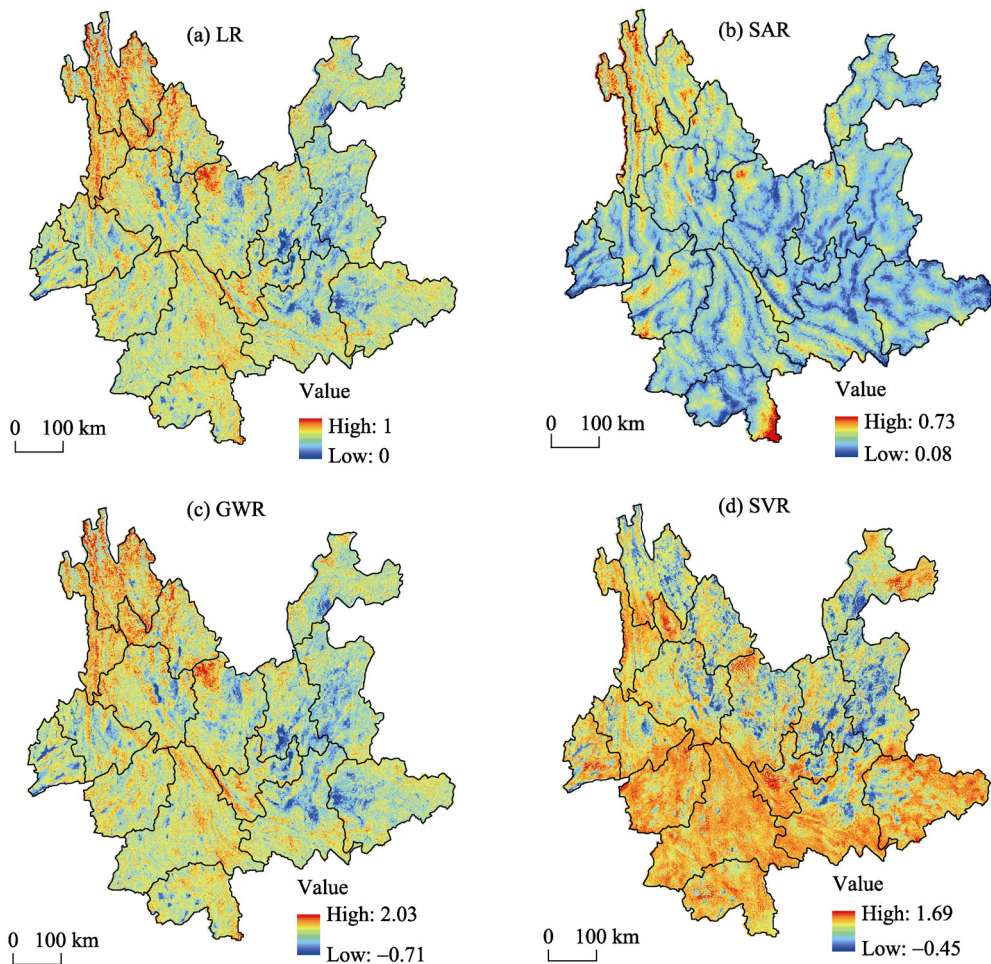 (a) LR
Value
High: 1
Low: 0
0 100 km
(b) SAR
Value
High: 0.73
Low: 0.08
0 100 km
(c) GWR
Value
High: 2.03
Low: −0.71
0 100 km
(d) SVR
Value
High: 1.69
Low: −0.45
0 100 km